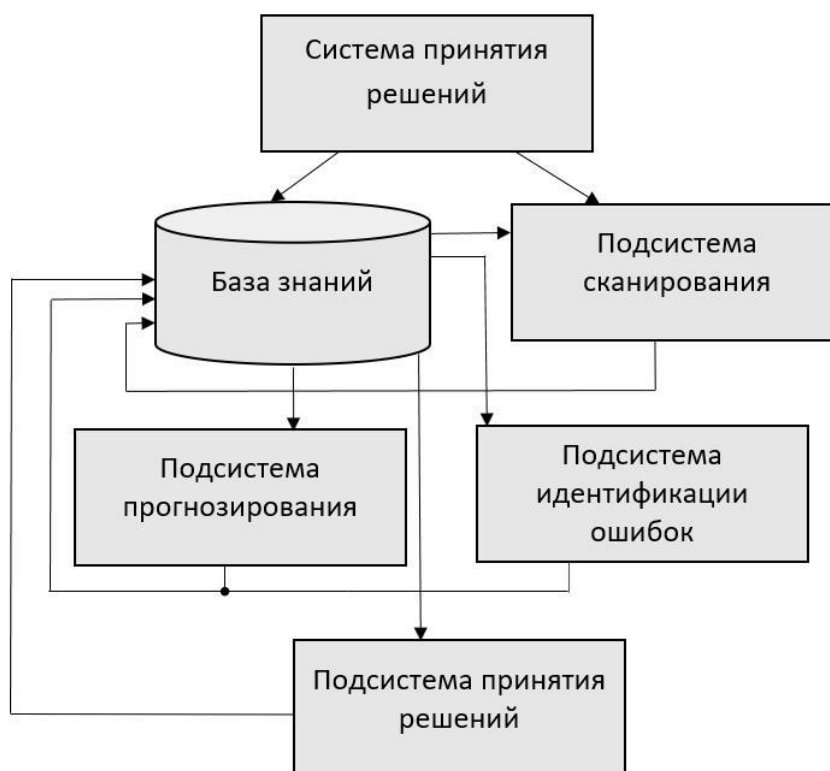 Система принятия
решений
База знаний
Подсистема
сканирования
Подсистема
прогнозирования
Подсистема
идентификации
ошибок
Подсистема принятия
решений